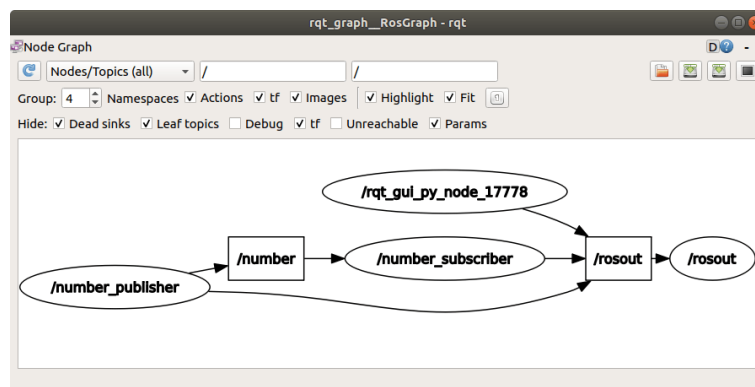 rqt_graph__RosGraph - rqt
Node Graph
D
-
Nodes/Topics (all)
/
/
Group: 4 Namespaces Actions tf Images Highlight Fit
Hide: Dead sinks Leaf topics Debug tf Unreachable Params
/rqt_gui_py_node_17778
/number
/number_subscriber
/rosout
/rosout
/number_publisher